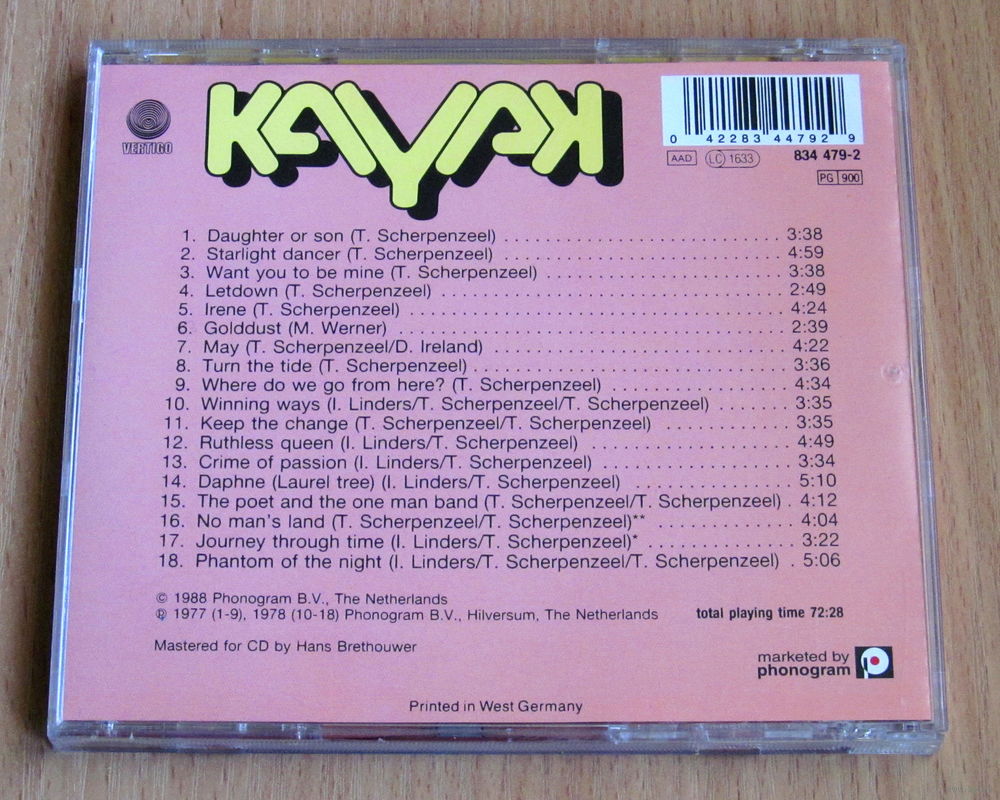 VERTIGO
KAYAK
0 42283 44792 9
AAD LC 1633 834 479-2
PG 900
1. Daughter or son (T. Scherpenzeel) . . . . . . . . . . . . . . . . . . . . . . . . . . . . 3:38
2. Starlight dancer (T. Scherpenzeel) . . . . . . . . . . . . . . . . . . . . . . . . . . . . 4:59
3. Want you to be mine (T. Scherpenzeel) . . . . . . . . . . . . . . . . . . . . . . . . 3:38
4. Letdown (T. Scherpenzeel) . . . . . . . . . . . . . . . . . . . . . . . . . . . . . . . . . . 2:49
5. Irene (T. Scherpenzeel) . . . . . . . . . . . . . . . . . . . . . . . . . . . . . . . . . . . . . 4:24
6. Golddust (M. Werner) . . . . . . . . . . . . . . . . . . . . . . . . . . . . . . . . . . . . . . 2:39
7. May (T. Scherpenzeel/D. Ireland) . . . . . . . . . . . . . . . . . . . . . . . . . . . . . 4:22
8. Turn the tide (T. Scherpenzeel) . . . . . . . . . . . . . . . . . . . . . . . . . . . . . . . 3:36
9. Where do we go from here? (T. Scherpenzeel) . . . . . . . . . . . . . . . . . 4:34
10. Winning ways (I. Linders/T. Scherpenzeel/T. Scherpenzeel) . . . . . . . 3:35
11. Keep the change (T. Scherpenzeel/T. Scherpenzeel) . . . . . . . . . . . . . 3:35
12. Ruthless queen (I. Linders/T. Scherpenzeel) . . . . . . . . . . . . . . . . . . . . 4:49
13. Crime of passion (I. Linders/T. Scherpenzeel) . . . . . . . . . . . . . . . . . . . 3:34
14. Daphne (Laurel tree) (I. Linders/T. Scherpenzeel) . . . . . . . . . . . . . . . 5:10
15. The poet and the one man band (T. Scherpenzeel/T. Scherpenzeel) . 4:12
16. No man's land (T. Scherpenzeel/T. Scherpenzeel)** . . . . . . . . . . . . . 4:04
17. Journey through time (I. Linders/T. Scherpenzeel)* . . . . . . . . . . . . . . 3:22
18. Phantom of the night (I. Linders/T. Scherpenzeel/T. Scherpenzeel) . 5:06
© 1988 Phonogram B.V., The Netherlands
℗ 1977 (1-9), 1978 (10-18) Phonogram B.V., Hilversum, The Netherlands total playing time 72:28
Mastered for CD by Hans Brethouwer
marketed by
phonogram
Printed in West Germany